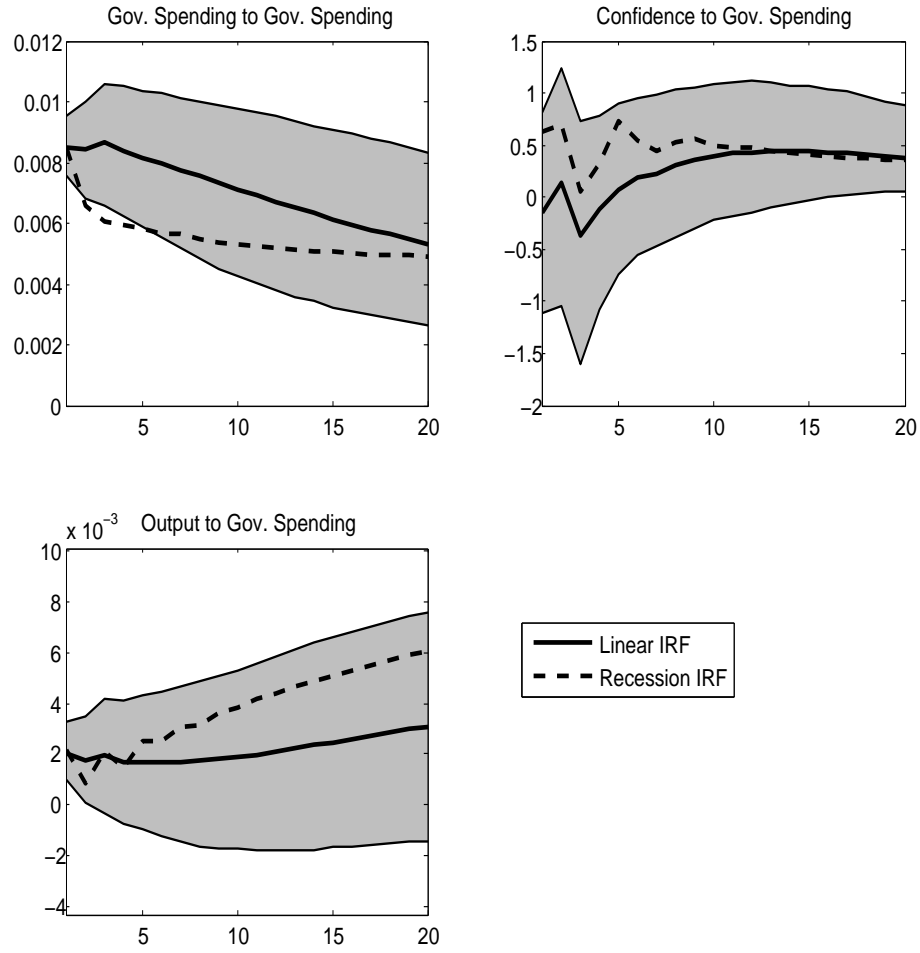 Gov. Spending to Gov. Spending
0.012
0.01
0.008
0.006
0.004
0.002
0
5 10 15 20
Confidence to Gov. Spending
1.5
1
0.5
0
−0.5
−1
−1.5
−2
5 10 15 20
x 10−3 Output to Gov. Spending
10
8
6
4
2
0
−2
−4
5 10 15 20
Linear IRF
Recession IRF